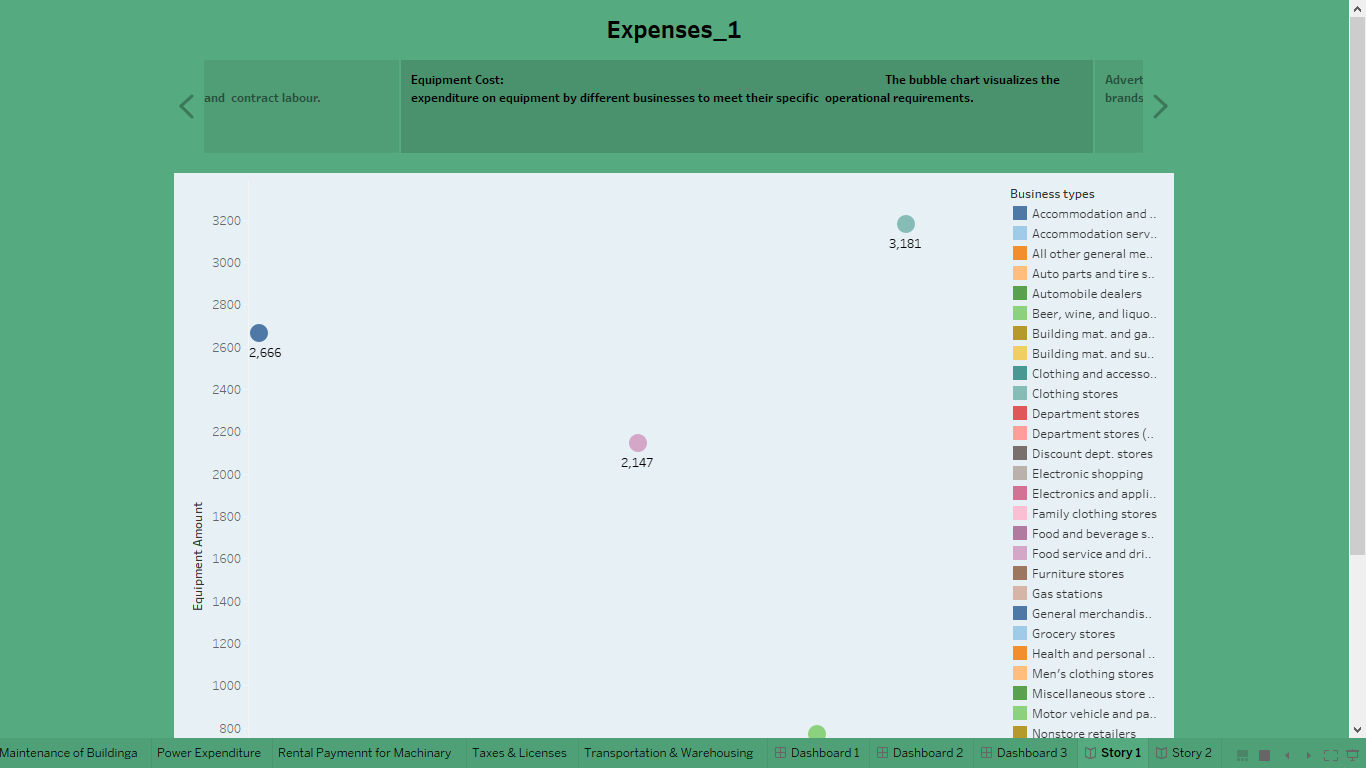 Expenses_1
and  contract labour.
Equipment Cost: The bubble chart visualizes the
expenditure on equipment by different businesses to meet their specific  operational requirements.
Advert
brands
Equipment Amount
3200
3000
2800
2600
2400
2200
2000
1800
1600
1400
1200
1000
800
3,181
2,666
2,147
Business types
Accommodation and ..
Accommodation serv..
All other general me..
Auto parts and tire s..
Automobile dealers
Beer, wine, and liquo..
Building mat. and ga..
Building mat. and su..
Clothing and accesso..
Clothing stores
Department stores
Department stores (..
Discount dept. stores
Electronic shopping
Electronics and appli..
Family clothing stores
Food and beverage s..
Food service and dri..
Furniture stores
Gas stations
General merchandis..
Grocery stores
Health and personal ..
Men's clothing stores
Miscellaneous store ..
Motor vehicle and pa..
Nonstore retailers
Maintenance of Buildinga
Power Expenditure
Rental Paymennt for Machinary
Taxes & Licenses
Transportation & Warehousing
Dashboard 1
Dashboard 2
Dashboard 3
Story 1
Story 2